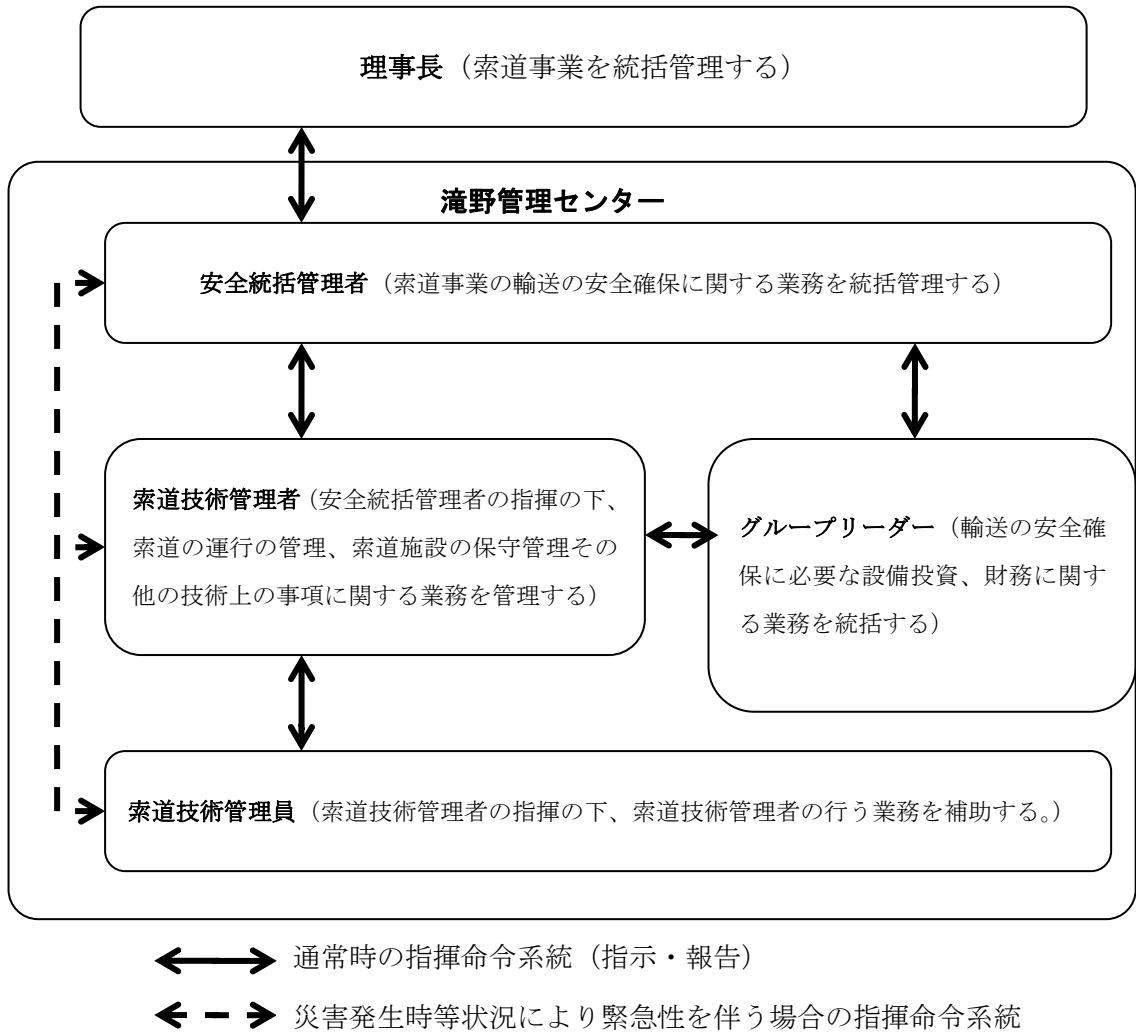 理事長（索道事業を統括管理する）
滝野管理センター
安全統括管理者（索道事業の輸送の安全確保に関する業務を統括管理する）
索道技術管理者（安全統括管理者の指揮の下、
索道の運行の管理、索道施設の保守管理その
他の技術上の事項に関する業務を管理する）
グループリーダー（輸送の安全確
保に必要な設備投資、財務に関す
る業務を統括する）
索道技術管理員（索道技術管理者の指揮の下、索道技術管理者の行う業務を補助する。）
通常時の指揮命令系統（指示・報告）
災害発生時等状況により緊急性を伴う場合の指揮命令系統